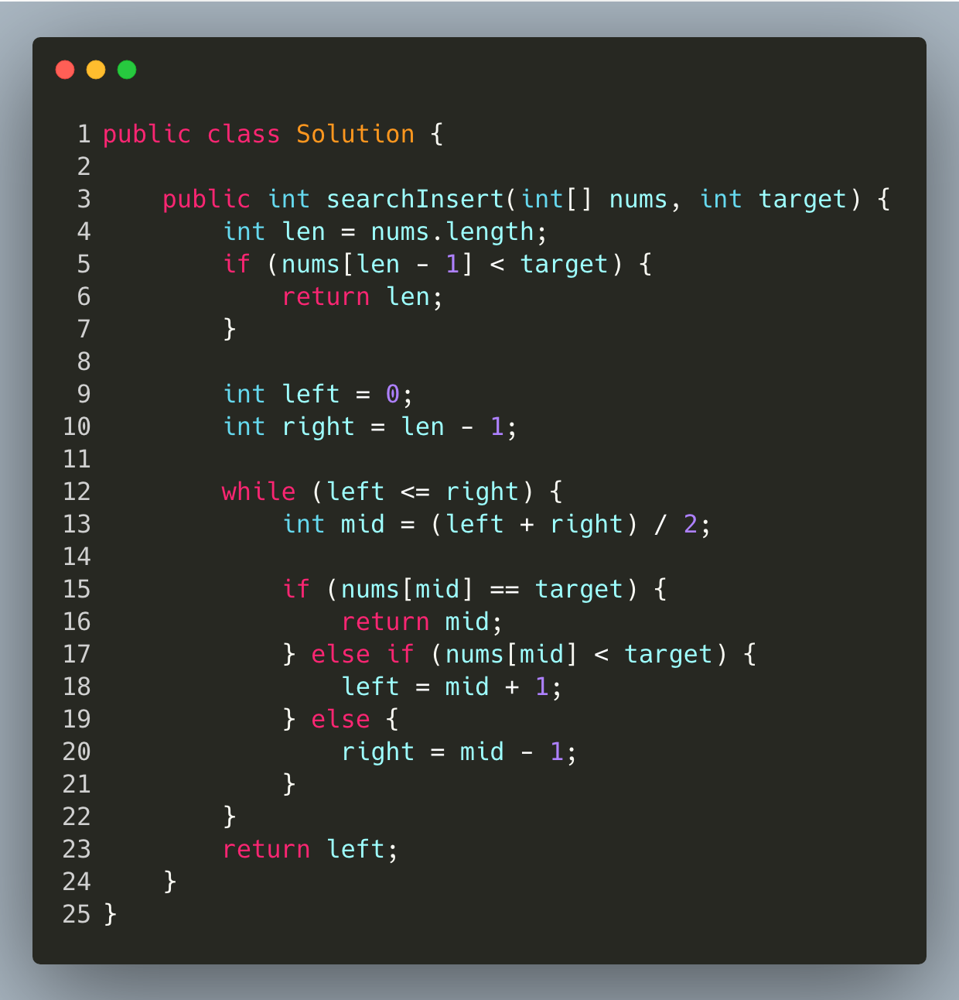 1 public class Solution {
2
3     public int searchInsert(int[] nums, int target) {
4         int len = nums.length;
5         if (nums[len - 1] < target) {
6             return len;
7         }
8
9         int left = 0;
10         int right = len - 1;
11
12         while (left <= right) {
13             int mid = (left + right) / 2;
14
15             if (nums[mid] == target) {
16                 return mid;
17             } else if (nums[mid] < target) {
18                 left = mid + 1;
19             } else {
20                 right = mid - 1;
21             }
22         }
23         return left;
24     }
25 }